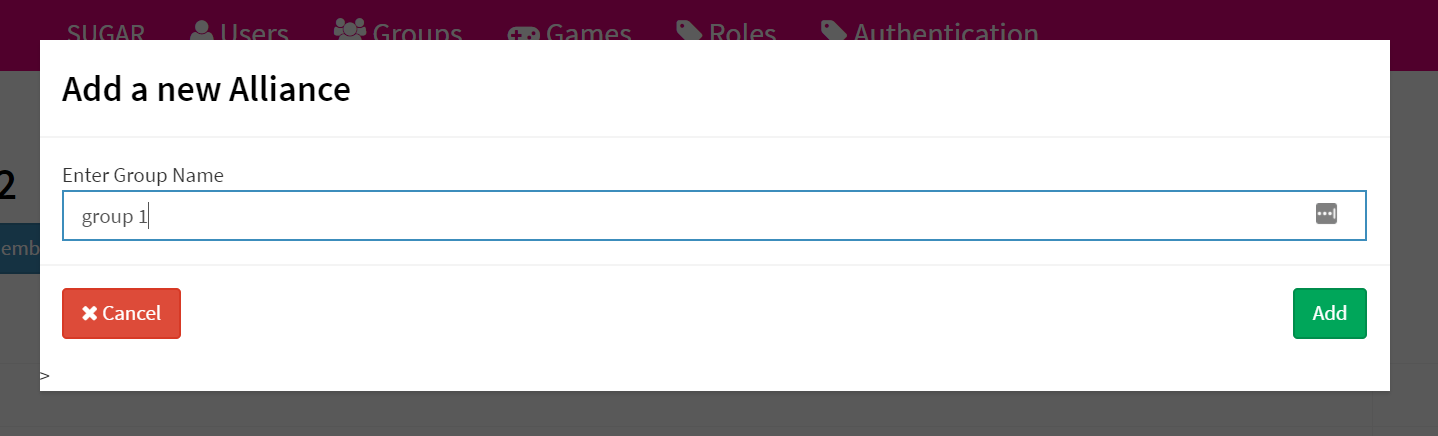 SUGAR Users Groups Games Roles Authentication
Add a new Alliance
2
Enter Group Name
group 1
emb
Cancel
Add
>